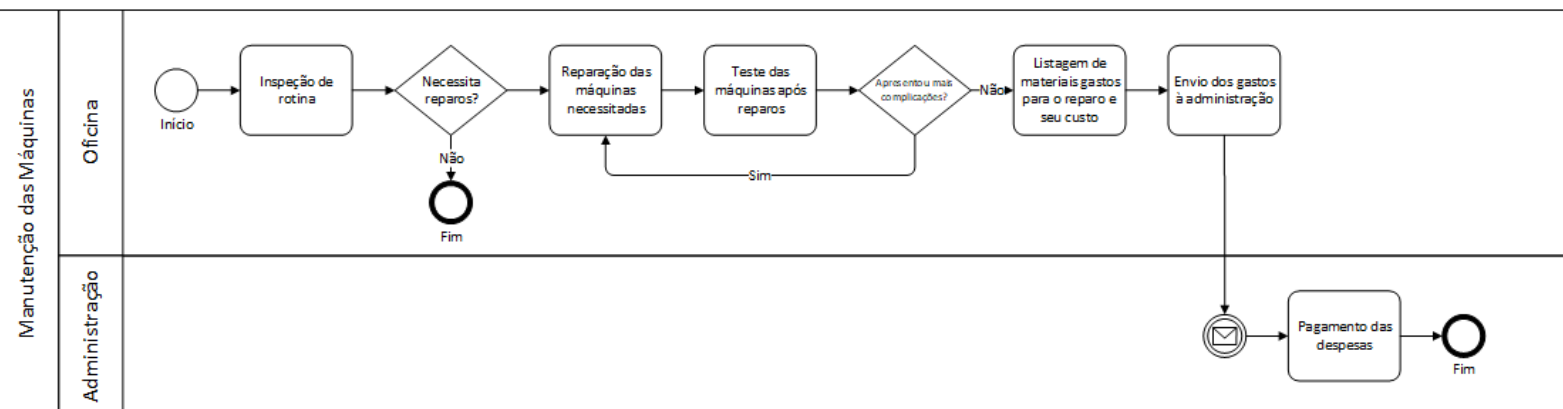 Manutenção das Máquinas
Oficina
Início
Inspeção de
rotina
Necessita
reparos?
Não
Fim
Reparação das
máquinas
necessitadas
Teste das
máquinas após
reparos
Apresentou mais
complicações?
Sim
Não
Listagem de
materiais gastos
para o reparo e
seu custo
Envio dos gastos
à administração
Administração
Pagamento das
despesas
Fim